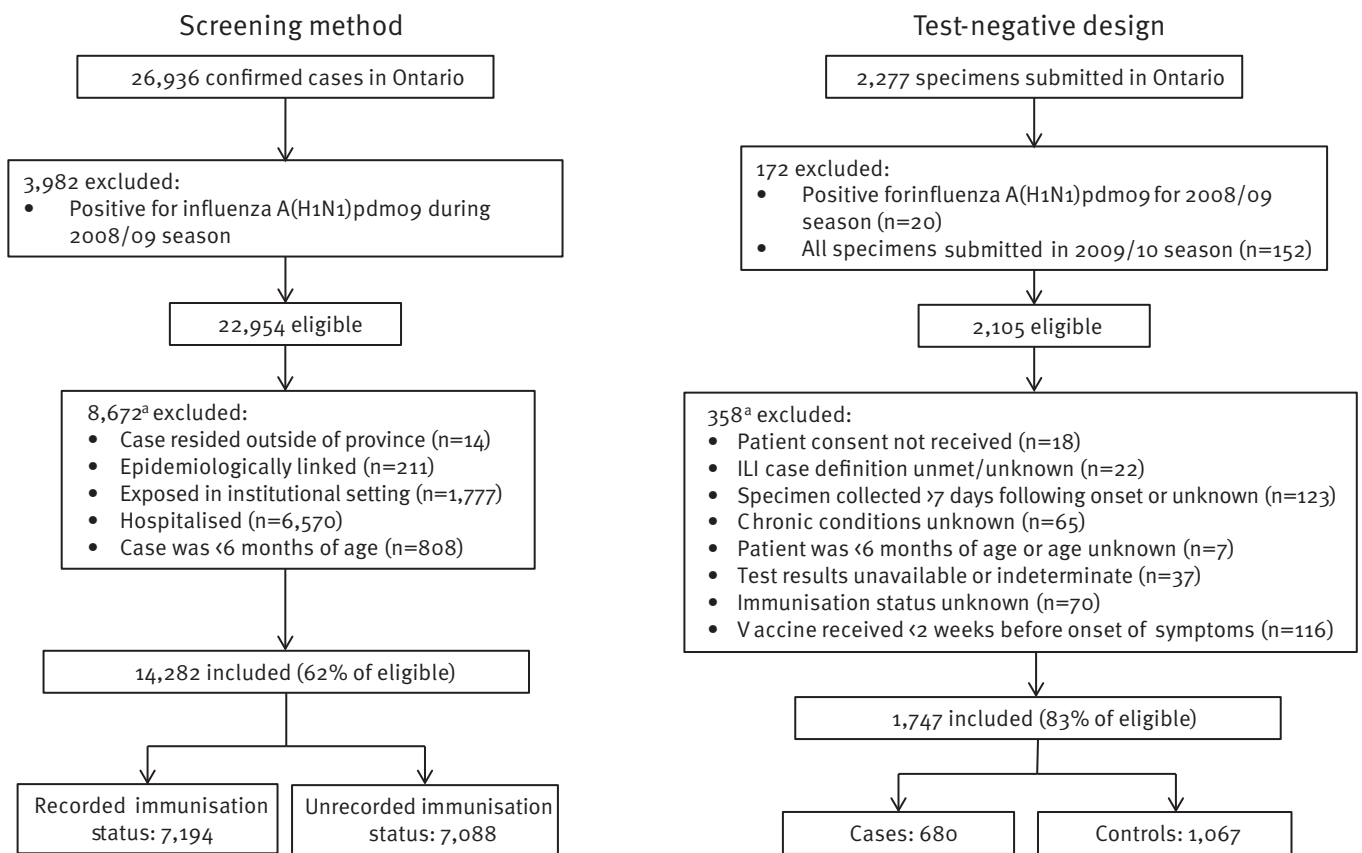 Screening method
26,936 confirmed cases in Ontario
3,982 excluded:
• Positive for influenza A(H1N1)pdm09 during
2008/09 season
22,954 eligible
8,672ᵃ excluded:
• Case resided outside of province (n=14)
• Epidemiologically linked (n=211)
• Exposed in institutional setting (n=1,777)
• Hospitalised (n=6,570)
• Case was <6 months of age (n=808)
14,282 included (62% of eligible)
Recorded immunisation
status: 7,194
Unrecorded immunisation
status: 7,088
Test-negative design
2,277 specimens submitted in Ontario
172 excluded:
• Positive forinfluenza A(H1N1)pdm09 for 2008/09
season (n=20)
• All specimens submitted in 2009/10 season (n=152)
2,105 eligible
358ᵃ excluded:
• Patient consent not received (n=18)
• ILI case definition unmet/unknown (n=22)
• Specimen collected >7 days following onset or unknown (n=123)
• Chronic conditions unknown (n=65)
• Patient was <6 months of age or age unknown (n=7)
• Test results unavailable or indeterminate (n=37)
• Immunisation status unknown (n=70)
• Vaccine received <2 weeks before onset of symptoms (n=116)
1,747 included (83% of eligible)
Cases: 680
Controls: 1,067